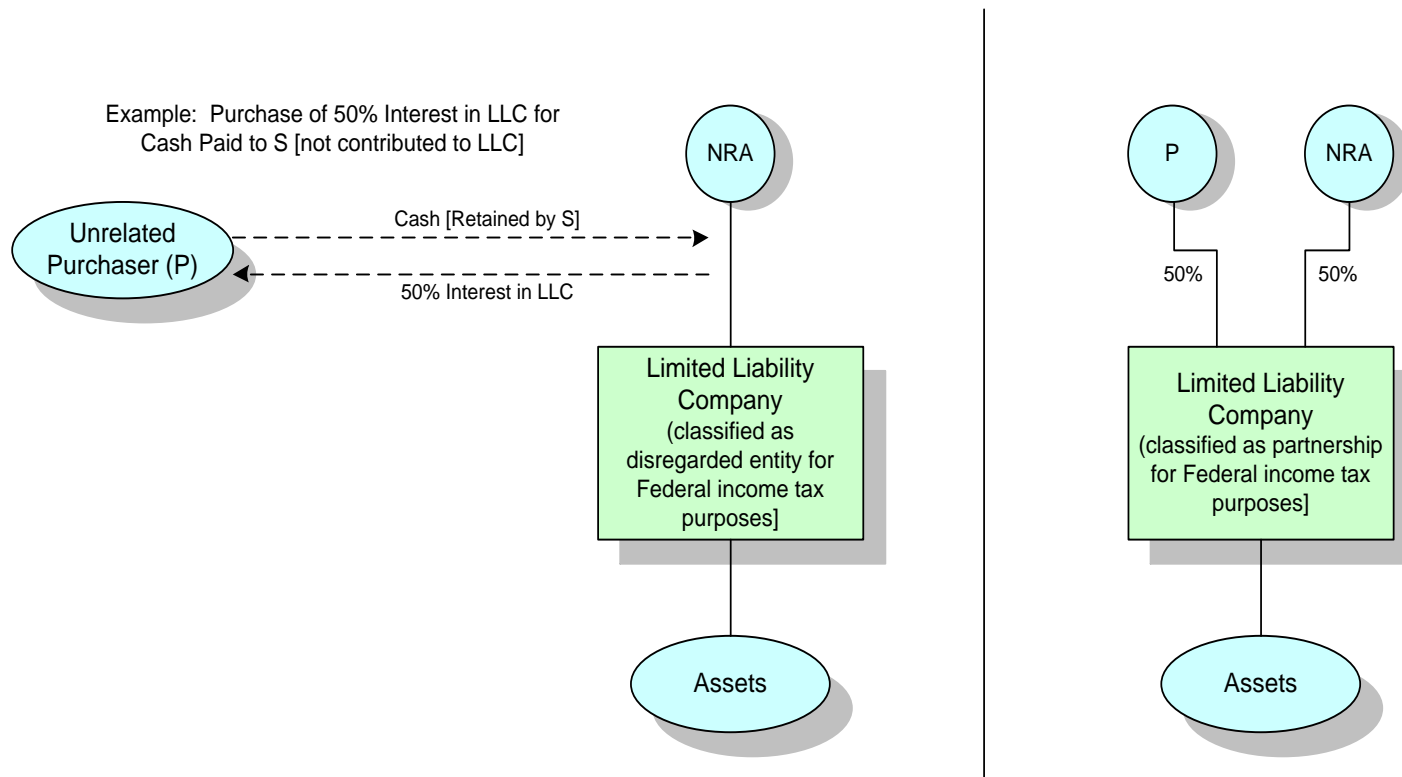 Example:  Purchase of 50% Interest in LLC for
Cash Paid to S [not contributed to LLC]
NRA
Unrelated
Purchaser (P)
Cash [Retained by S]
50% Interest in LLC
Limited Liability
Company
(classified as
disregarded entity for
Federal income tax
purposes]
Assets
P
NRA
50%
50%
Limited Liability
Company
(classified as partnership
for Federal income tax
purposes]
Assets